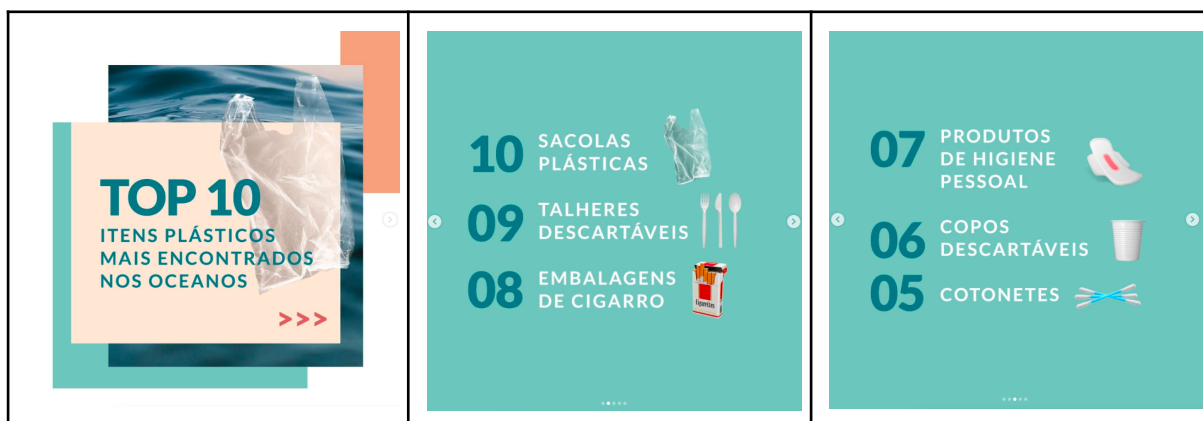 TOP 10
ITENS PLÁSTICOS
MAIS ENCONTRADOS
NOS OCEANOS
>>>
10 SACOLAS
PLÁSTICAS
09 TALHERES
DESCARTÁVEIS
08 EMBALAGENS
DE CIGARRO
07 PRODUTOS
DE HIGIENE
PESSOAL
06 COPOS
DESCARTÁVEIS
05 COTONETES